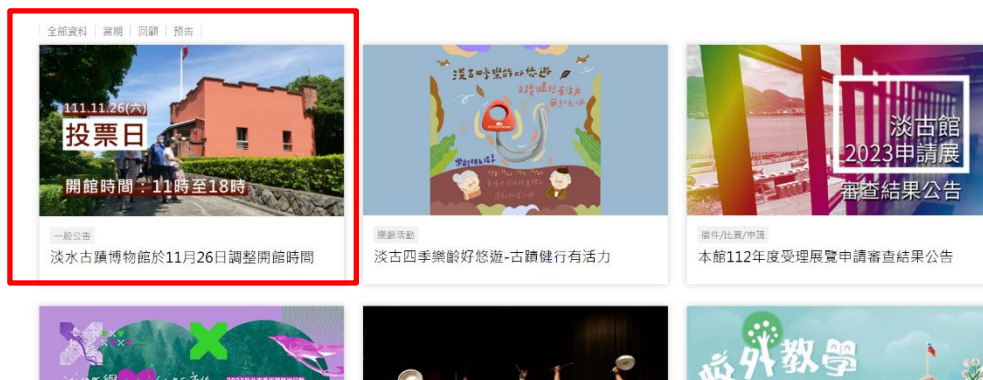 全部資料 | 當期 | 回顧 | 預告
111.11.26(六)
投票日
開館時間：11時至18時
一般公告
淡水古蹟博物館於11月26日調整開館時間
淡古四季樂齡好悠遊
古蹟健行有活力
樂齡活動
淡古四季樂齡好悠遊-古蹟健行有活力
淡古館
2023申請展
審查結果公告
徵件/比賽/申請
本館112年度受理展覽申請審查結果公告
校外教學